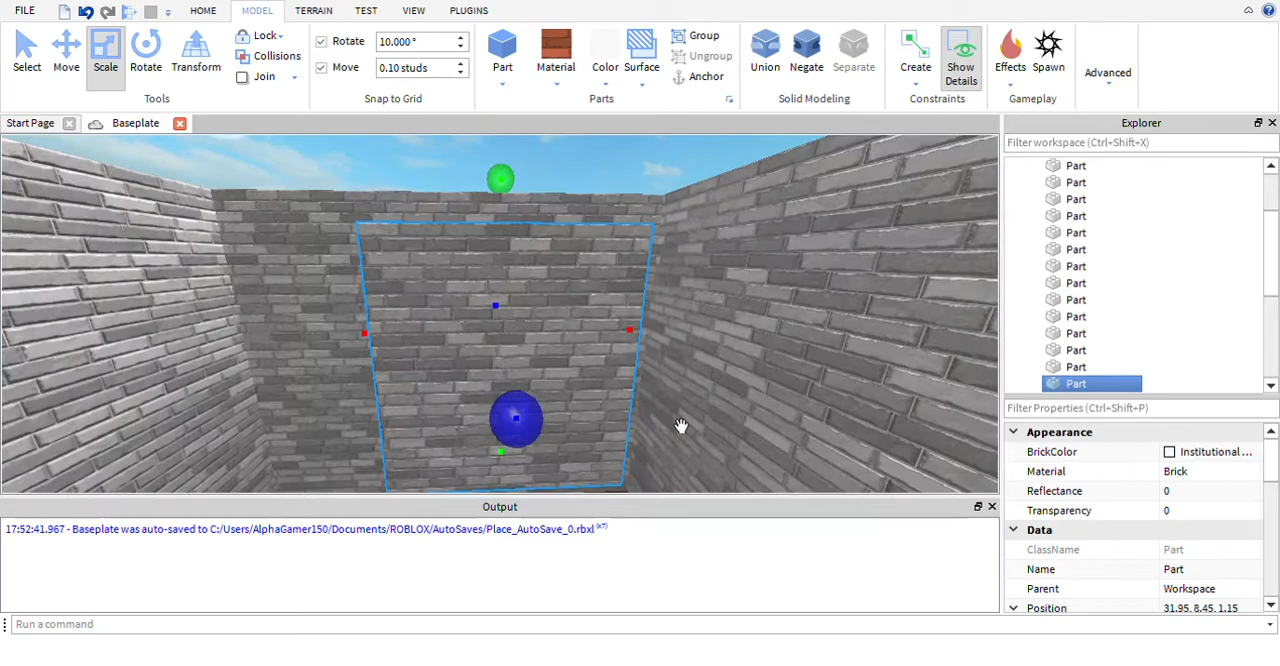 FILE HOME MODEL TERRAIN TEST VIEW PLUGINS
Select Move Scale Rotate Transform
Lock
Collisions
Join
Tools
Rotate 10.000 °
Move 0.10 studs
Snap to Grid
Part Material Color Surface
Group
Ungroup
Anchor
Parts
Union Negate Separate
Solid Modeling
Create Show Details
Constraints
Effects Spawn
Gameplay
Advanced
Start Page Baseplate
Explorer
Filter workspace (Ctrl+Shift+X)
Part
Part
Part
Part
Part
Part
Part
Part
Part
Part
Part
Part
Part
Part
Filter Properties (Ctrl+Shift+P)
Appearance
BrickColor Institutional ...
Material Brick
Reflectance 0
Transparency 0
Data
ClassName Part
Name Part
Parent Workspace
Position 31.95, 8.45, 1.15
Output
17:52:41.967 - Baseplate was auto-saved to C:/Users/AlphaGamer150/Documents/ROBLOX/AutoSaves/Place_AutoSave_0.rbxl (x7)
Run a command